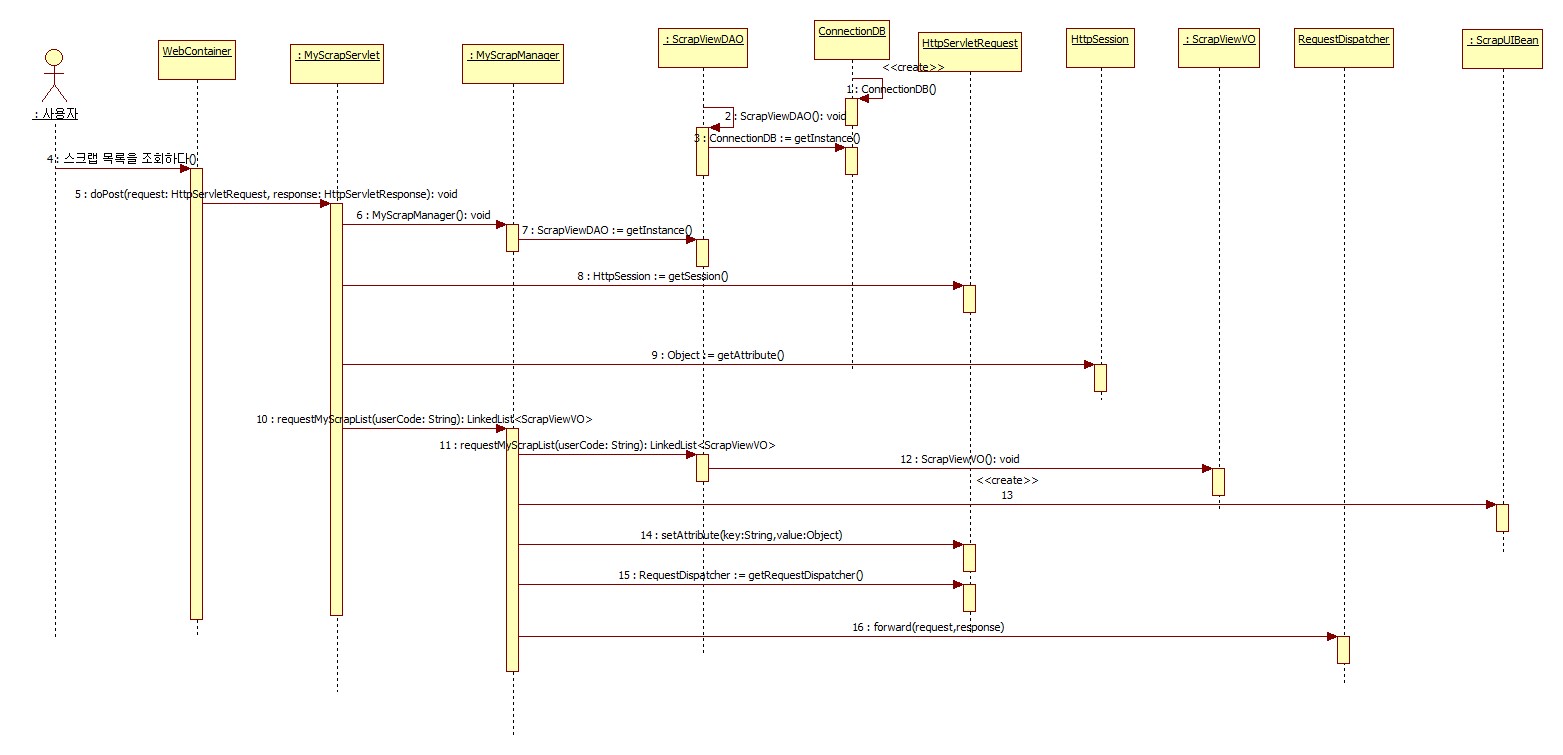 ConnectionDB
: ScrapViewDAO
HttpServletRequest
HttpSession
: ScrapViewVO
RequestDispatcher
: ScrapUIBean
WebContainer
: MyScrapServlet
: MyScrapManager
: 사용자
<<create>>
1 : ConnectionDB()
2 : ScrapViewDAO(): void
3 : ConnectionDB := getInstance()
4 : 스크랩 목록을 조회하다()
5 : doPost(request: HttpServletRequest, response: HttpServletResponse): void
6 : MyScrapManager(): void
7 : ScrapViewDAO := getInstance()
8 : HttpSession := getSession()
9 : Object := getAttribute()
10 : requestMyScrapList(userCode: String): LinkedList<ScrapViewVO>
11 : requestMyScrapList(userCode: String): LinkedList<ScrapViewVO>
12 : ScrapViewVO(): void
<<create>>
13
14 : setAttribute(key:String,value:Object)
15 : RequestDispatcher := getRequestDispatcher()
16 : forward(request,response)